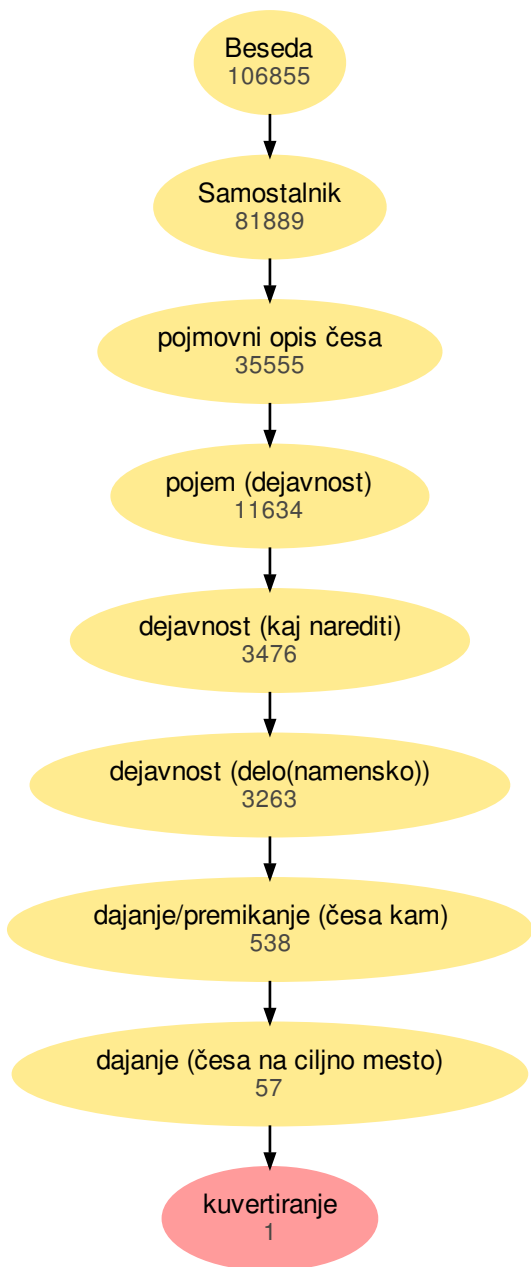 Beseda
106855
Samostalnik
81889
pojmovni opis česa
35555
pojem (dejavnost)
11634
dejavnost (kaj narediti)
3476
dejavnost (delo(namensko))
3263
dajanje/premikanje (česa kam)
538
dajanje (česa na ciljno mesto)
57
kuvertiranje
1